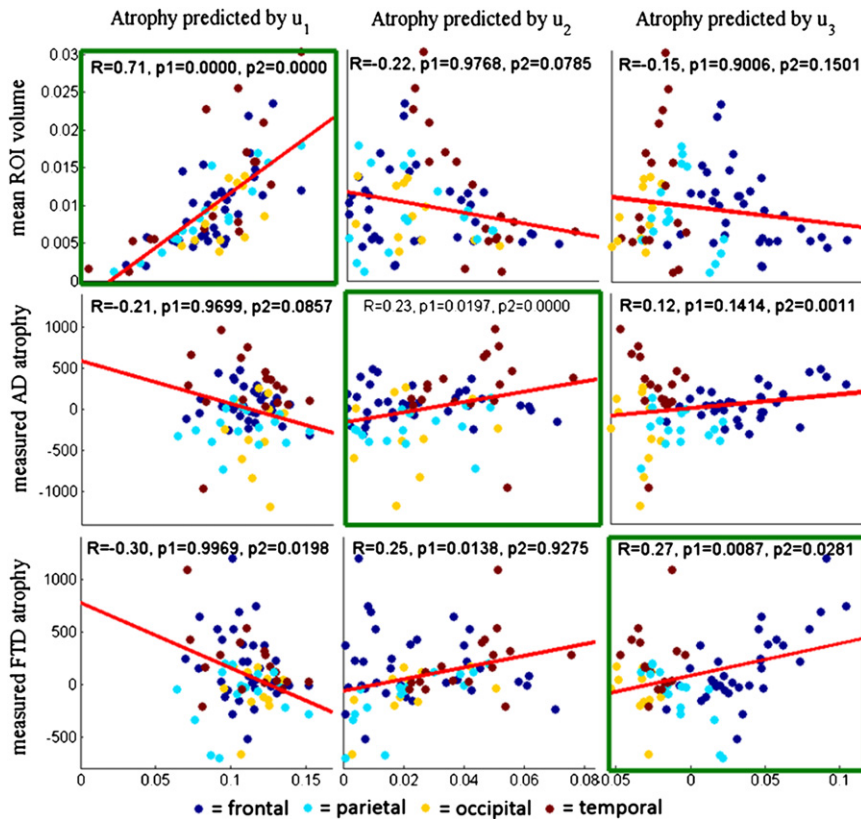 Atrophy predicted by u1 Atrophy predicted by u2 Atrophy predicted by u3
mean ROI volume
0.03
0.025
0.02
0.015
0.01
0.005
0
R=0.71, p1=0.0000, p2=0.0000
R=-0.22, p1=0.9768, p2=0.0785
R=-0.15, p1=0.9006, p2=0.1501
measured AD atrophy
1000
500
0
-500
-1000
R=-0.21, p1=0.9699, p2=0.0857
R=0.23, p1=0.0197, p2=0.0000
R=0.12, p1=0.1414, p2=0.0011
measured FTD atrophy
1000
500
0
-500
R=-0.30, p1=0.9969, p2=0.0198
R=0.25, p1=0.0138, p2=0.9275
R=0.27, p1=0.0087, p2=0.0281
0 0.05 0.1 0.15 0 0.02 0.04 0.06 0.08 0.05 0 0.05 0.1
= frontal = parietal = occipital = temporal